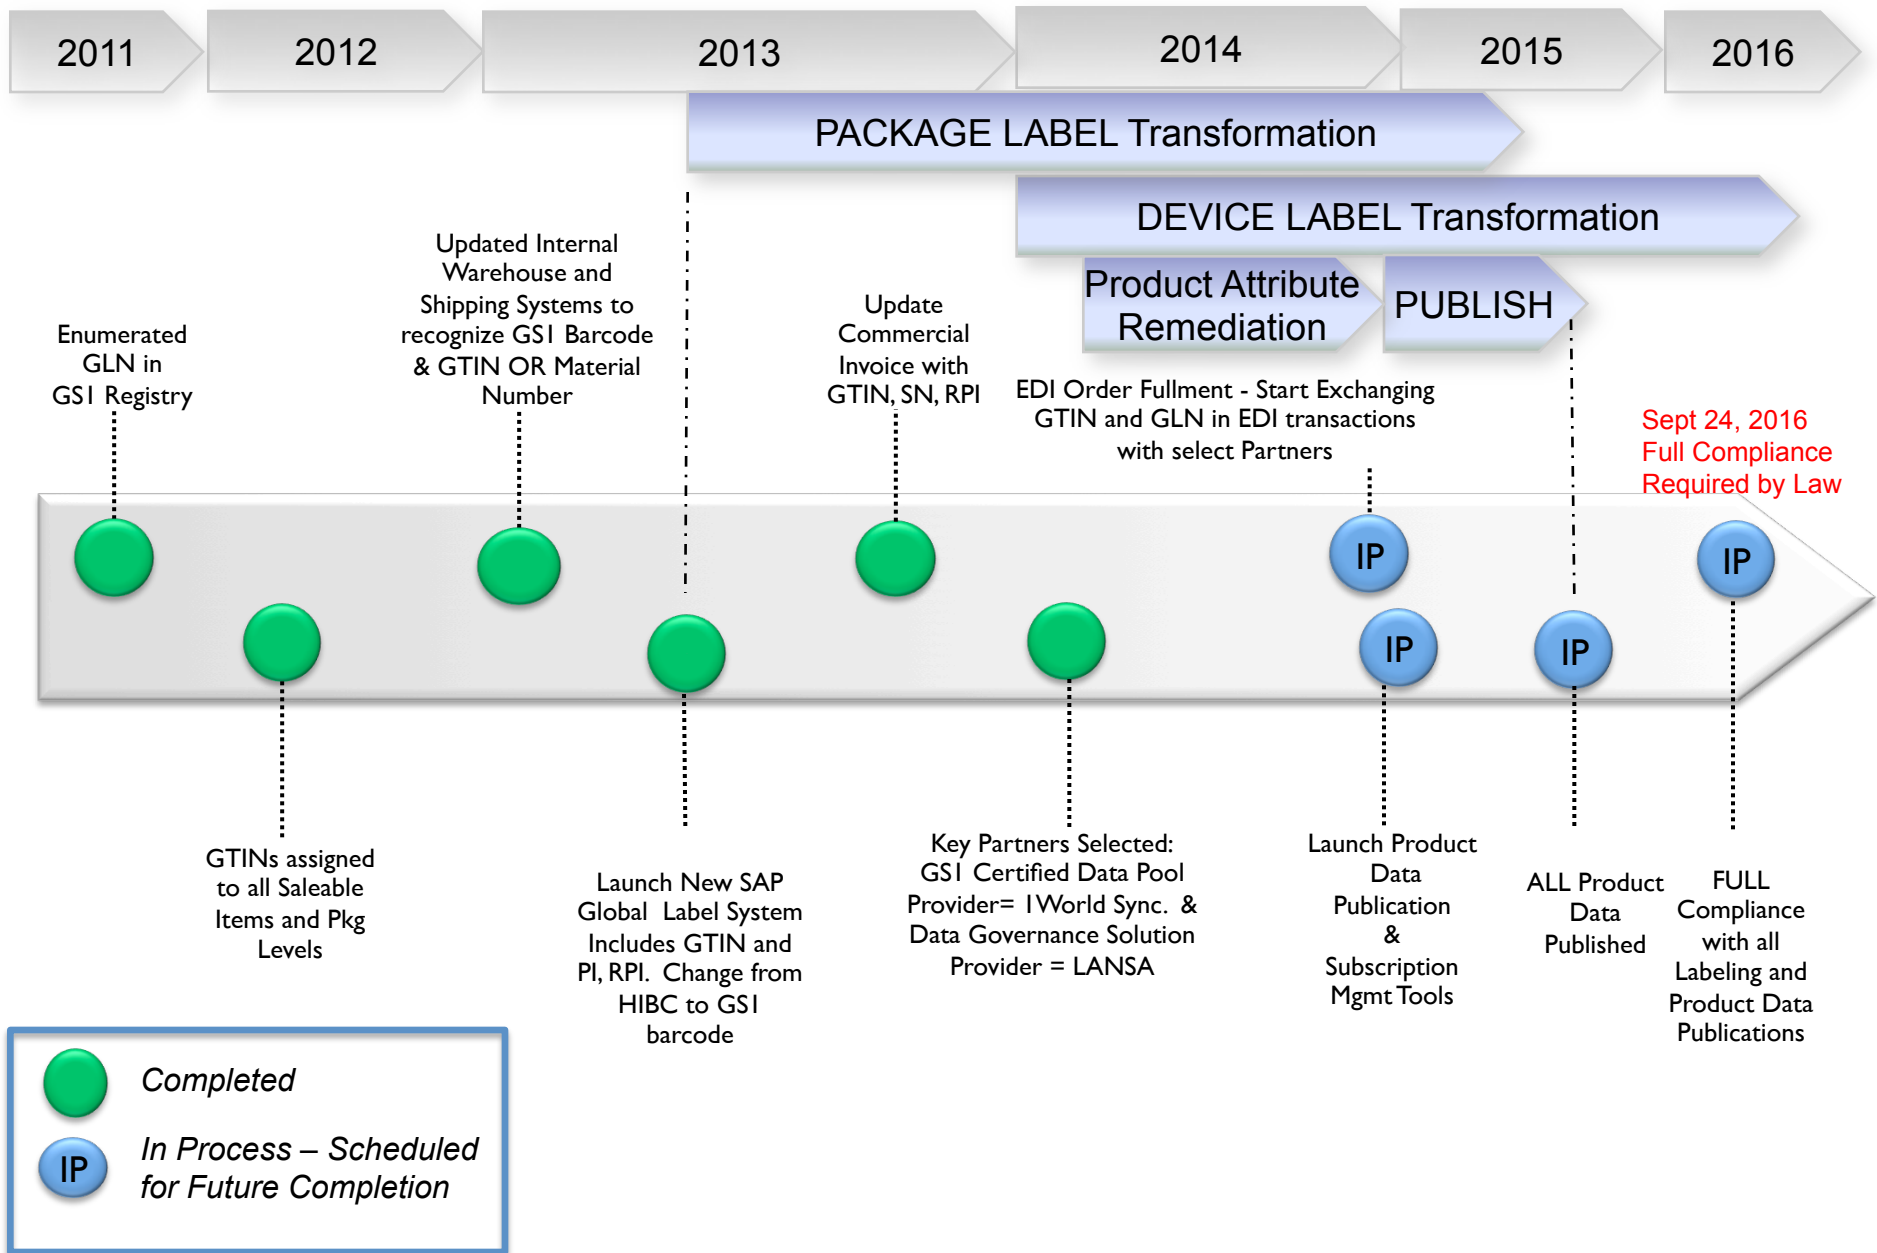 2011
2012
2013
2014
2015
2016
PACKAGE LABEL Transformation
DEVICE LABEL Transformation
Product Attribute
Remediation
PUBLISH
Enumerated
GLN in
GS1 Registry
Updated Internal
Warehouse and
Shipping Systems to
recognize GS1 Barcode
& GTIN OR Material
Number
Update
Commercial
Invoice with
GTIN, SN, RPI
EDI Order Fullment - Start Exchanging
GTIN and GLN in EDI transactions
with select Partners
Sept 24, 2016
Full Compliance
Required by Law
IP
IP
IP
IP
GTINs assigned
to all Saleable
Items and Pkg
Levels
Launch New SAP
Global Label System
Includes GTIN and
PI, RPI. Change from
HIBC to GS1
barcode
Key Partners Selected:
GS1 Certified Data Pool
Provider= 1World Sync. &
Data Governance Solution
Provider = LANSA
Launch Product
Data
Publication
&
Subscription
Mgmt Tools
ALL Product
Data
Published
FULL
Compliance
with all
Labeling and
Product Data
Publications
Completed
IP
In Process – Scheduled
for Future Completion